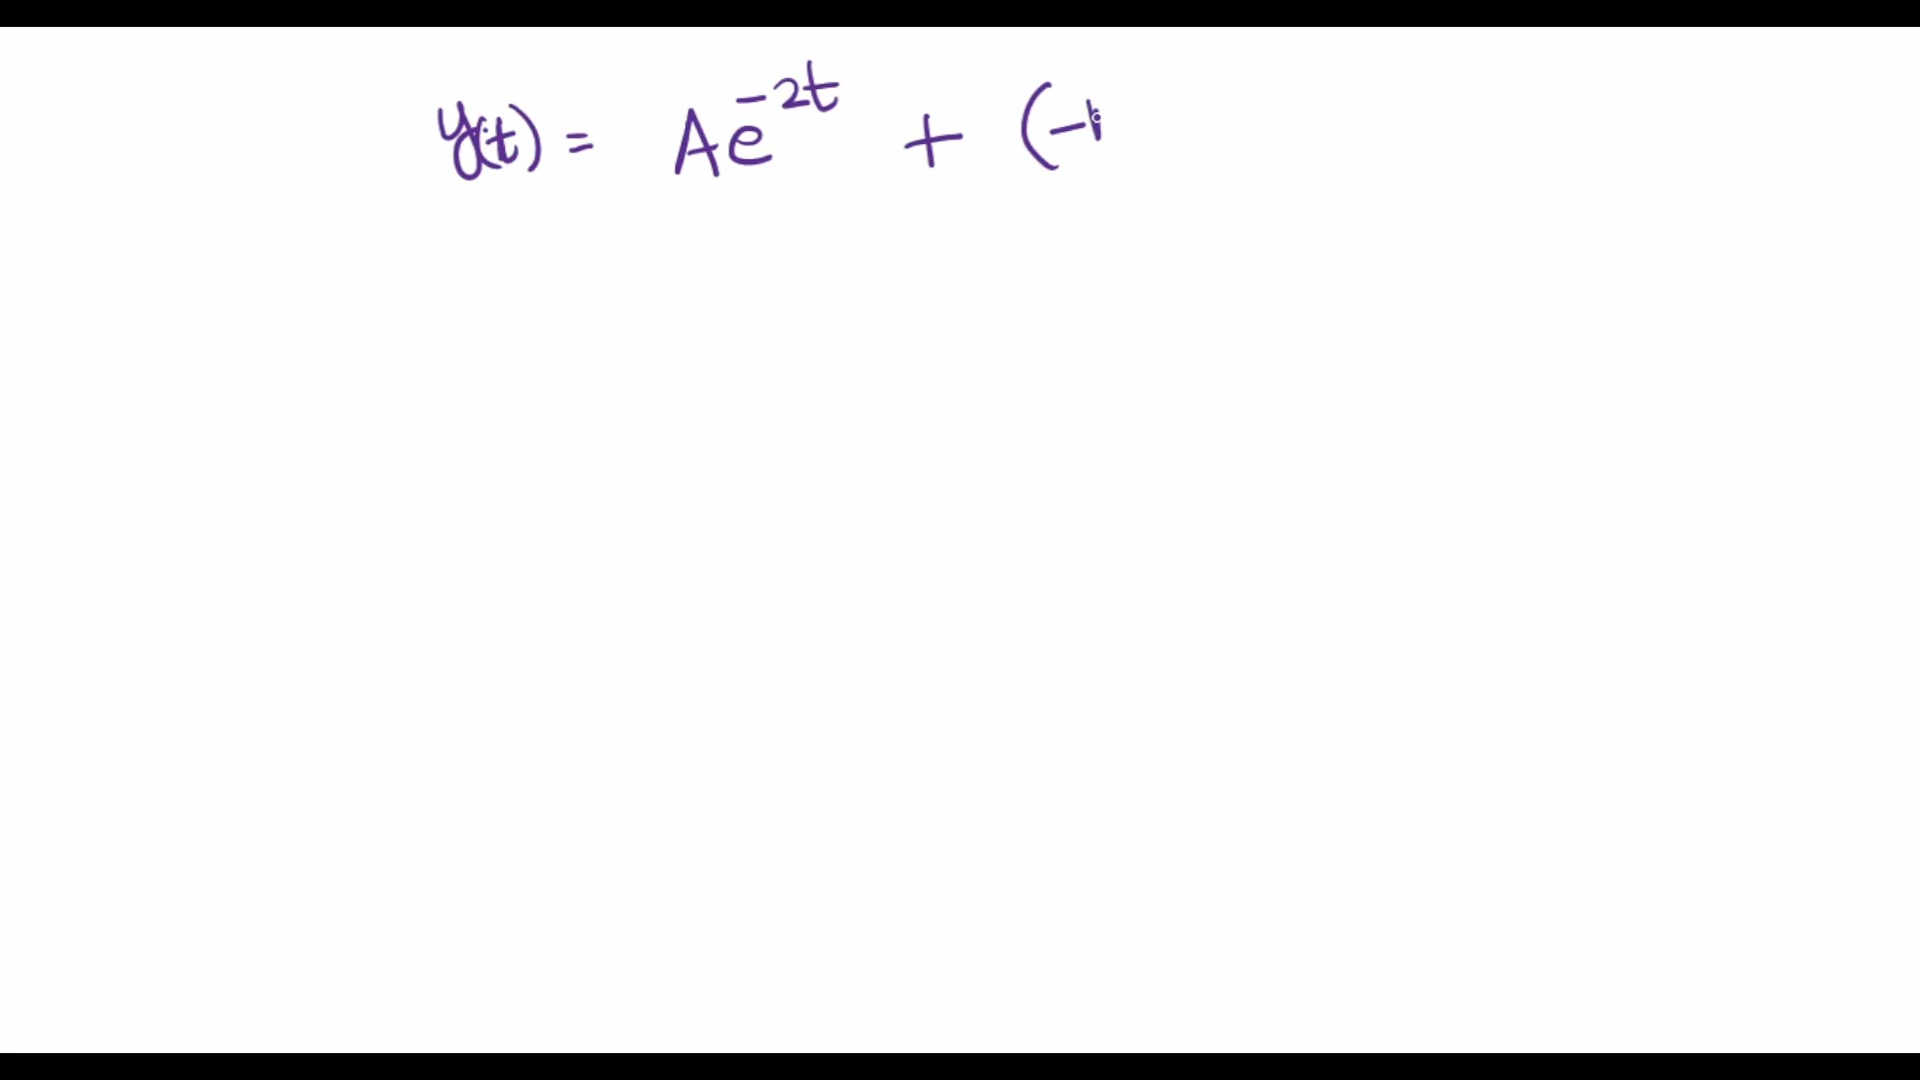 y(t) = Ae^{-2t} + (-